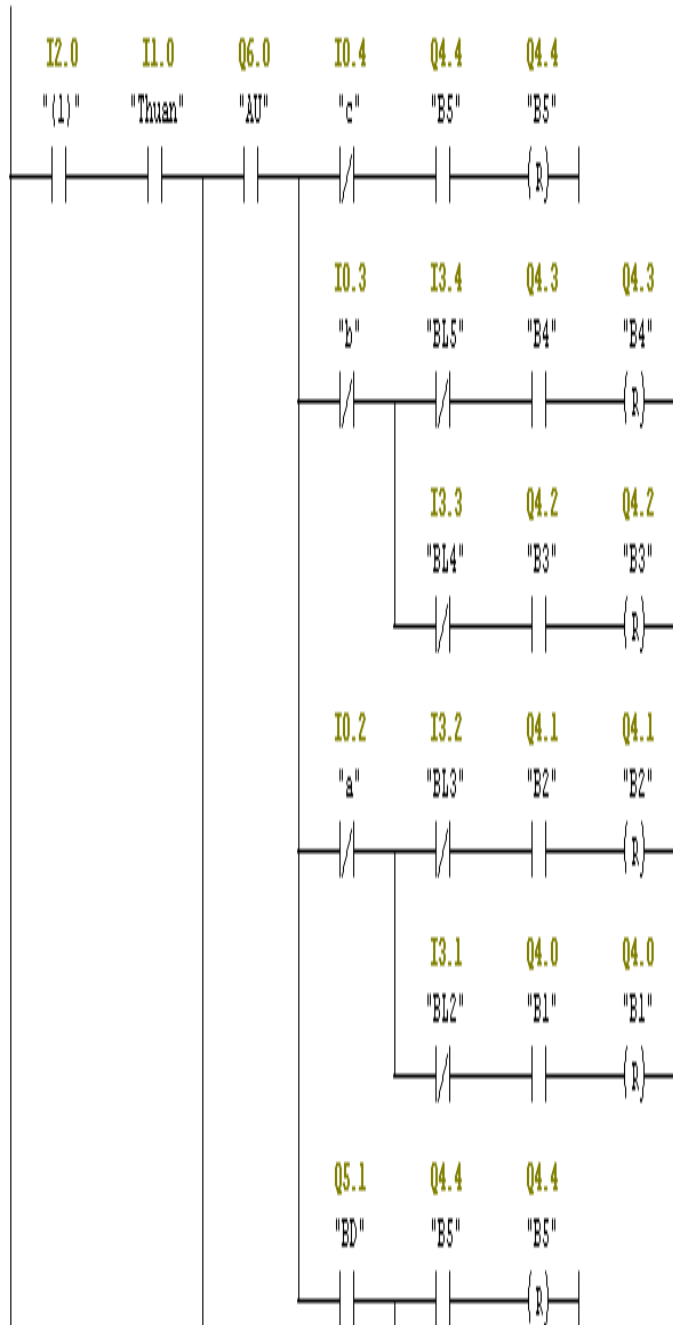 I2.0 I1.0 Q6.0 I0.4 Q4.4 Q4.4
"(1)" "Thuan" "AU" "c" "B5" "B5"
(R)
I0.3 I3.4 Q4.3 Q4.3
"b" "BL5" "B4" "B4"
(R)
I3.3 Q4.2 Q4.2
"BL4" "B3" "B3"
(R)
I0.2 I3.2 Q4.1 Q4.1
"a" "BL3" "B2" "B2"
(R)
I3.1 Q4.0 Q4.0
"BL2" "B1" "B1"
(R)
Q5.1 Q4.4 Q4.4
"BD" "B5" "B5"
(R)